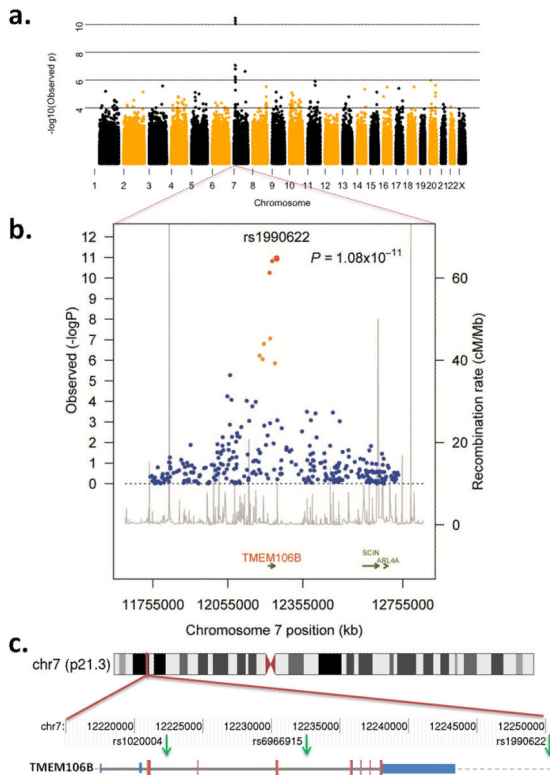 a.
-log10(Observed p)
10
8
6
4
1 2 3 4 5 6 7 8 9 10 11 12 13 14 15 16 17 18 19 20 21 22 X
Chromosome
b.
rs1990622
P = 1.08x10⁻¹¹
Observed (-logP)
12
11
10
9
8
7
6
5
4
3
2
1
0
Recombination rate (cM/Mb)
60
40
20
0
TMEM106B
SCIN
ARL4A
11755000 12055000 12355000 12755000
Chromosome 7 position (kb)
c.
chr7 (p21.3)
chr7: 12220000 12225000 12230000 12235000 12240000 12245000 12250000
rs1020004 rs6966915 rs1990622
TMEM106B